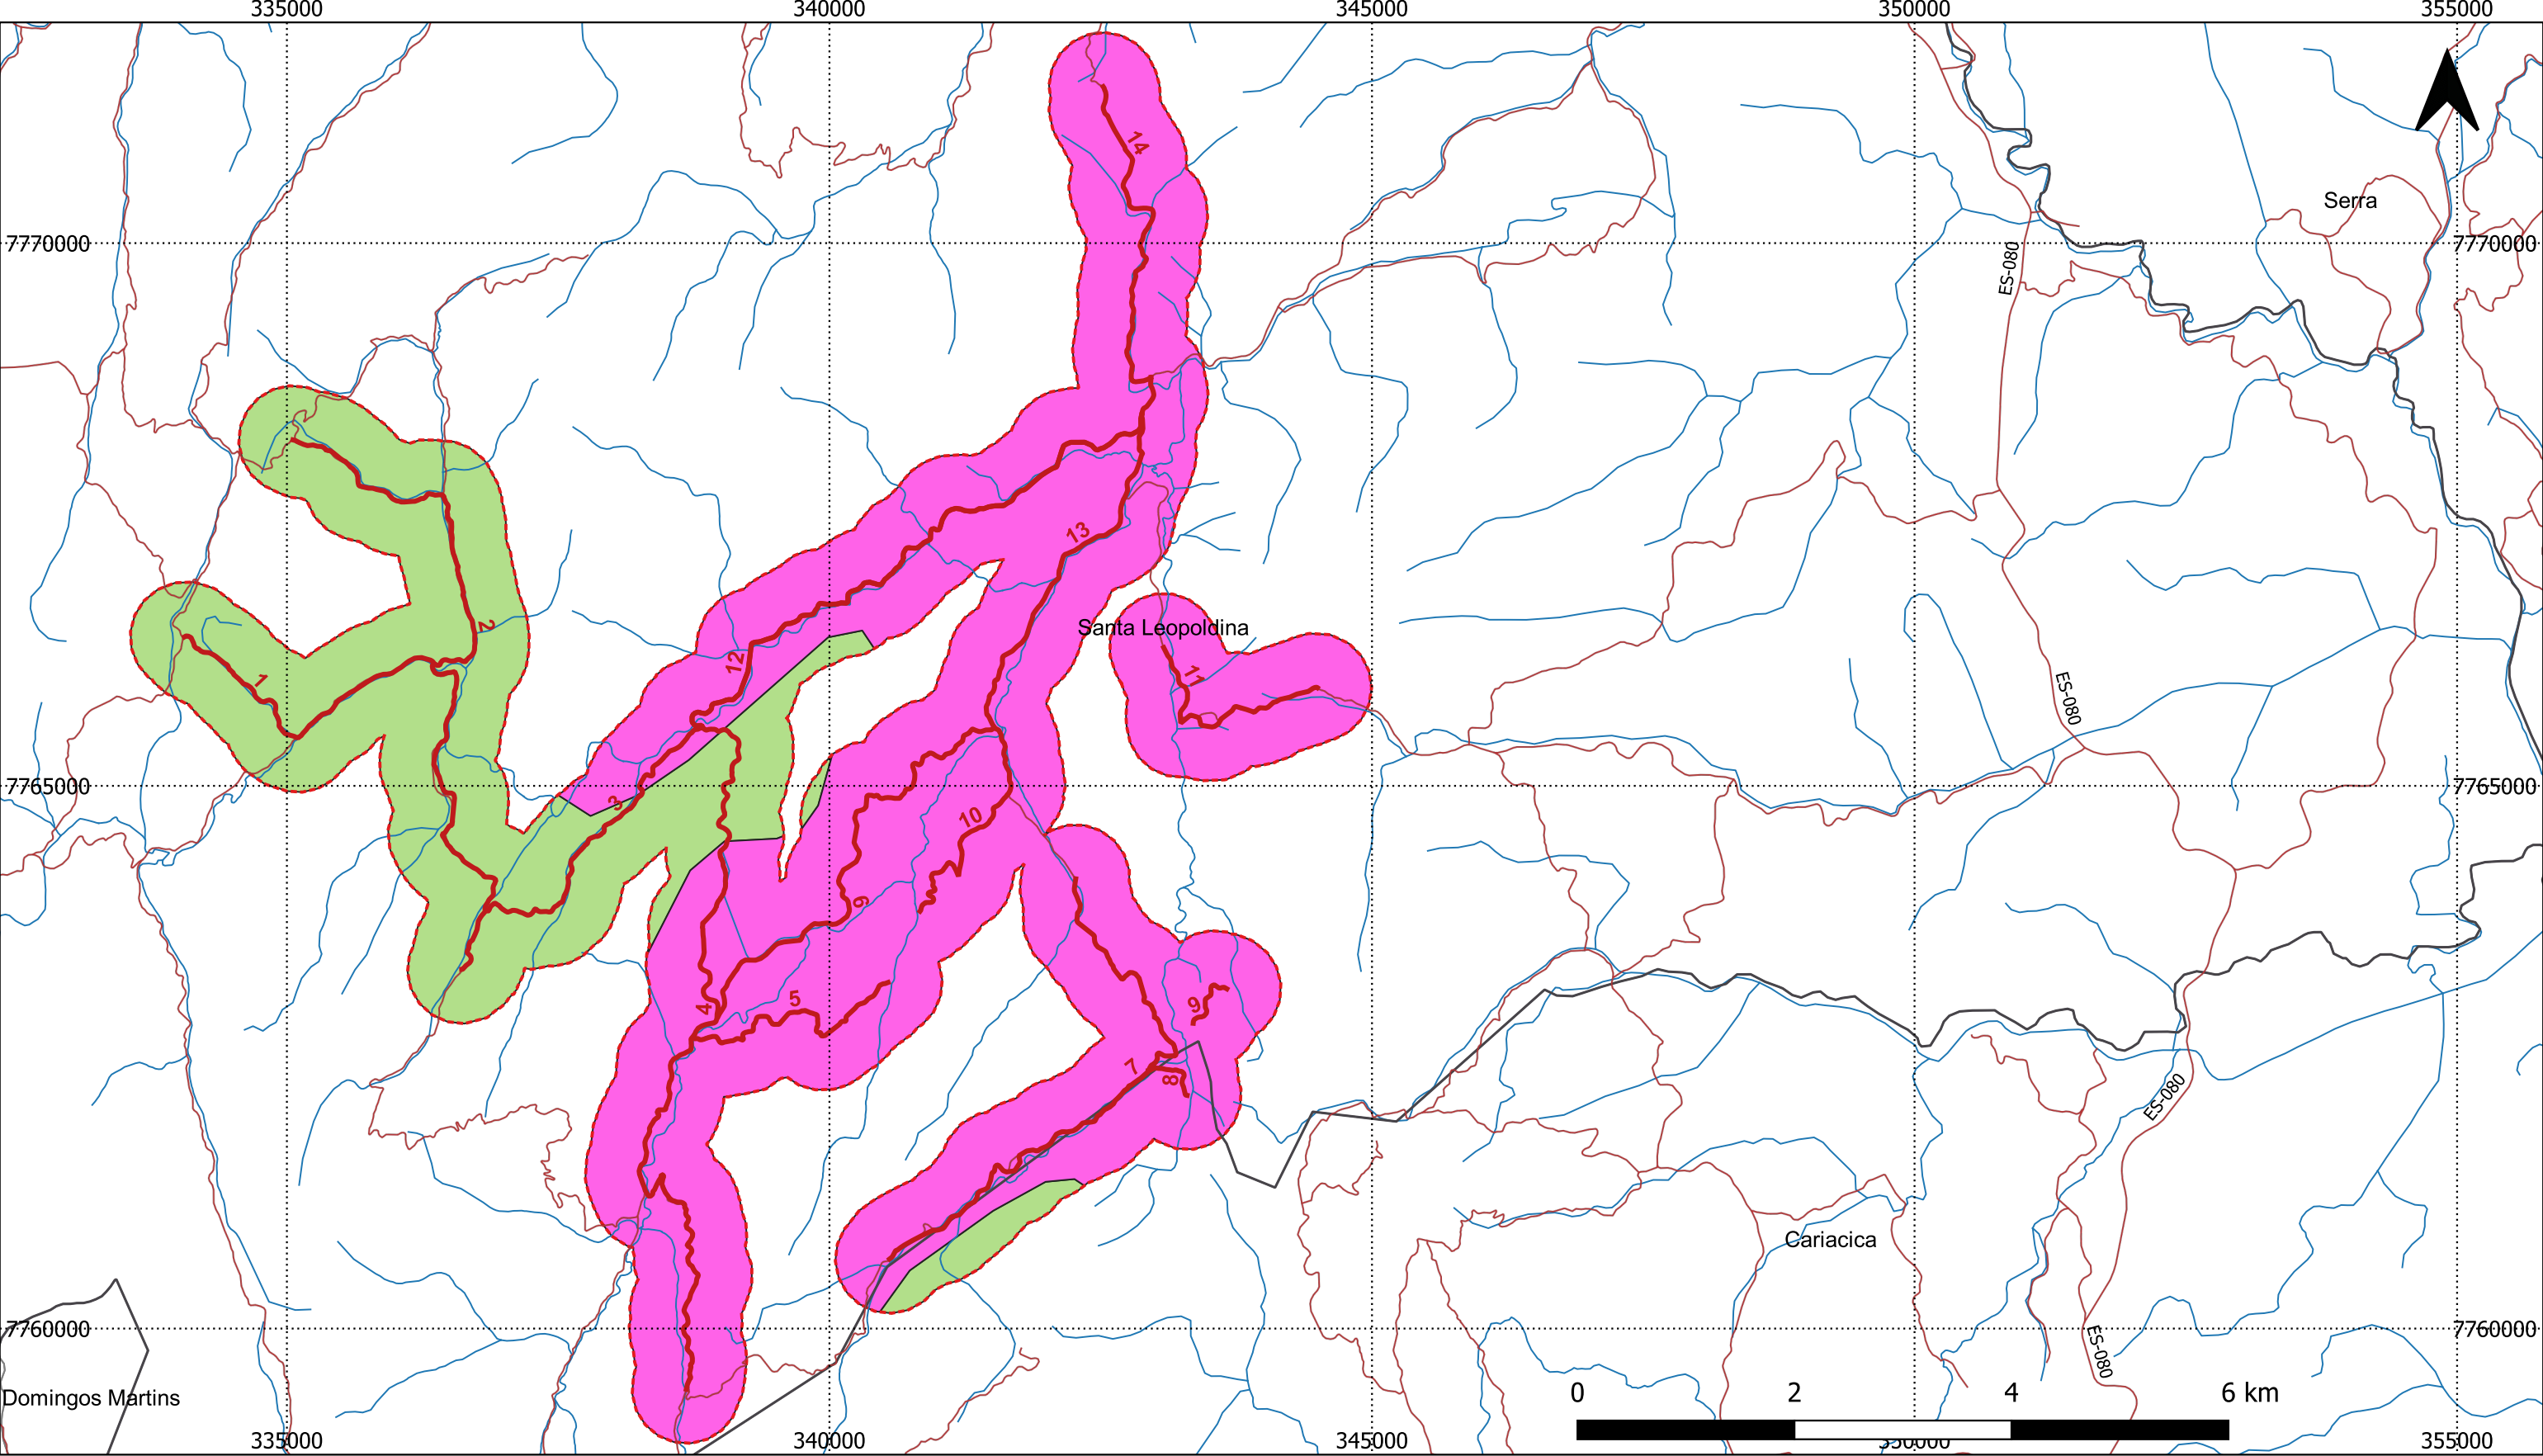 335000 340000 345000 350000 355000
14
Serra
7770000 7770000
ES-080
13
2
Santa Leopoldina
12
11
1
ES-080
7765000 7765000
3
10
6
4
5
9
7
8
ES-080
Cariacica
7760000 7760000
ES-080
Domingos Martins
0 2 4 6 km
335000 340000 345000 350000 355000